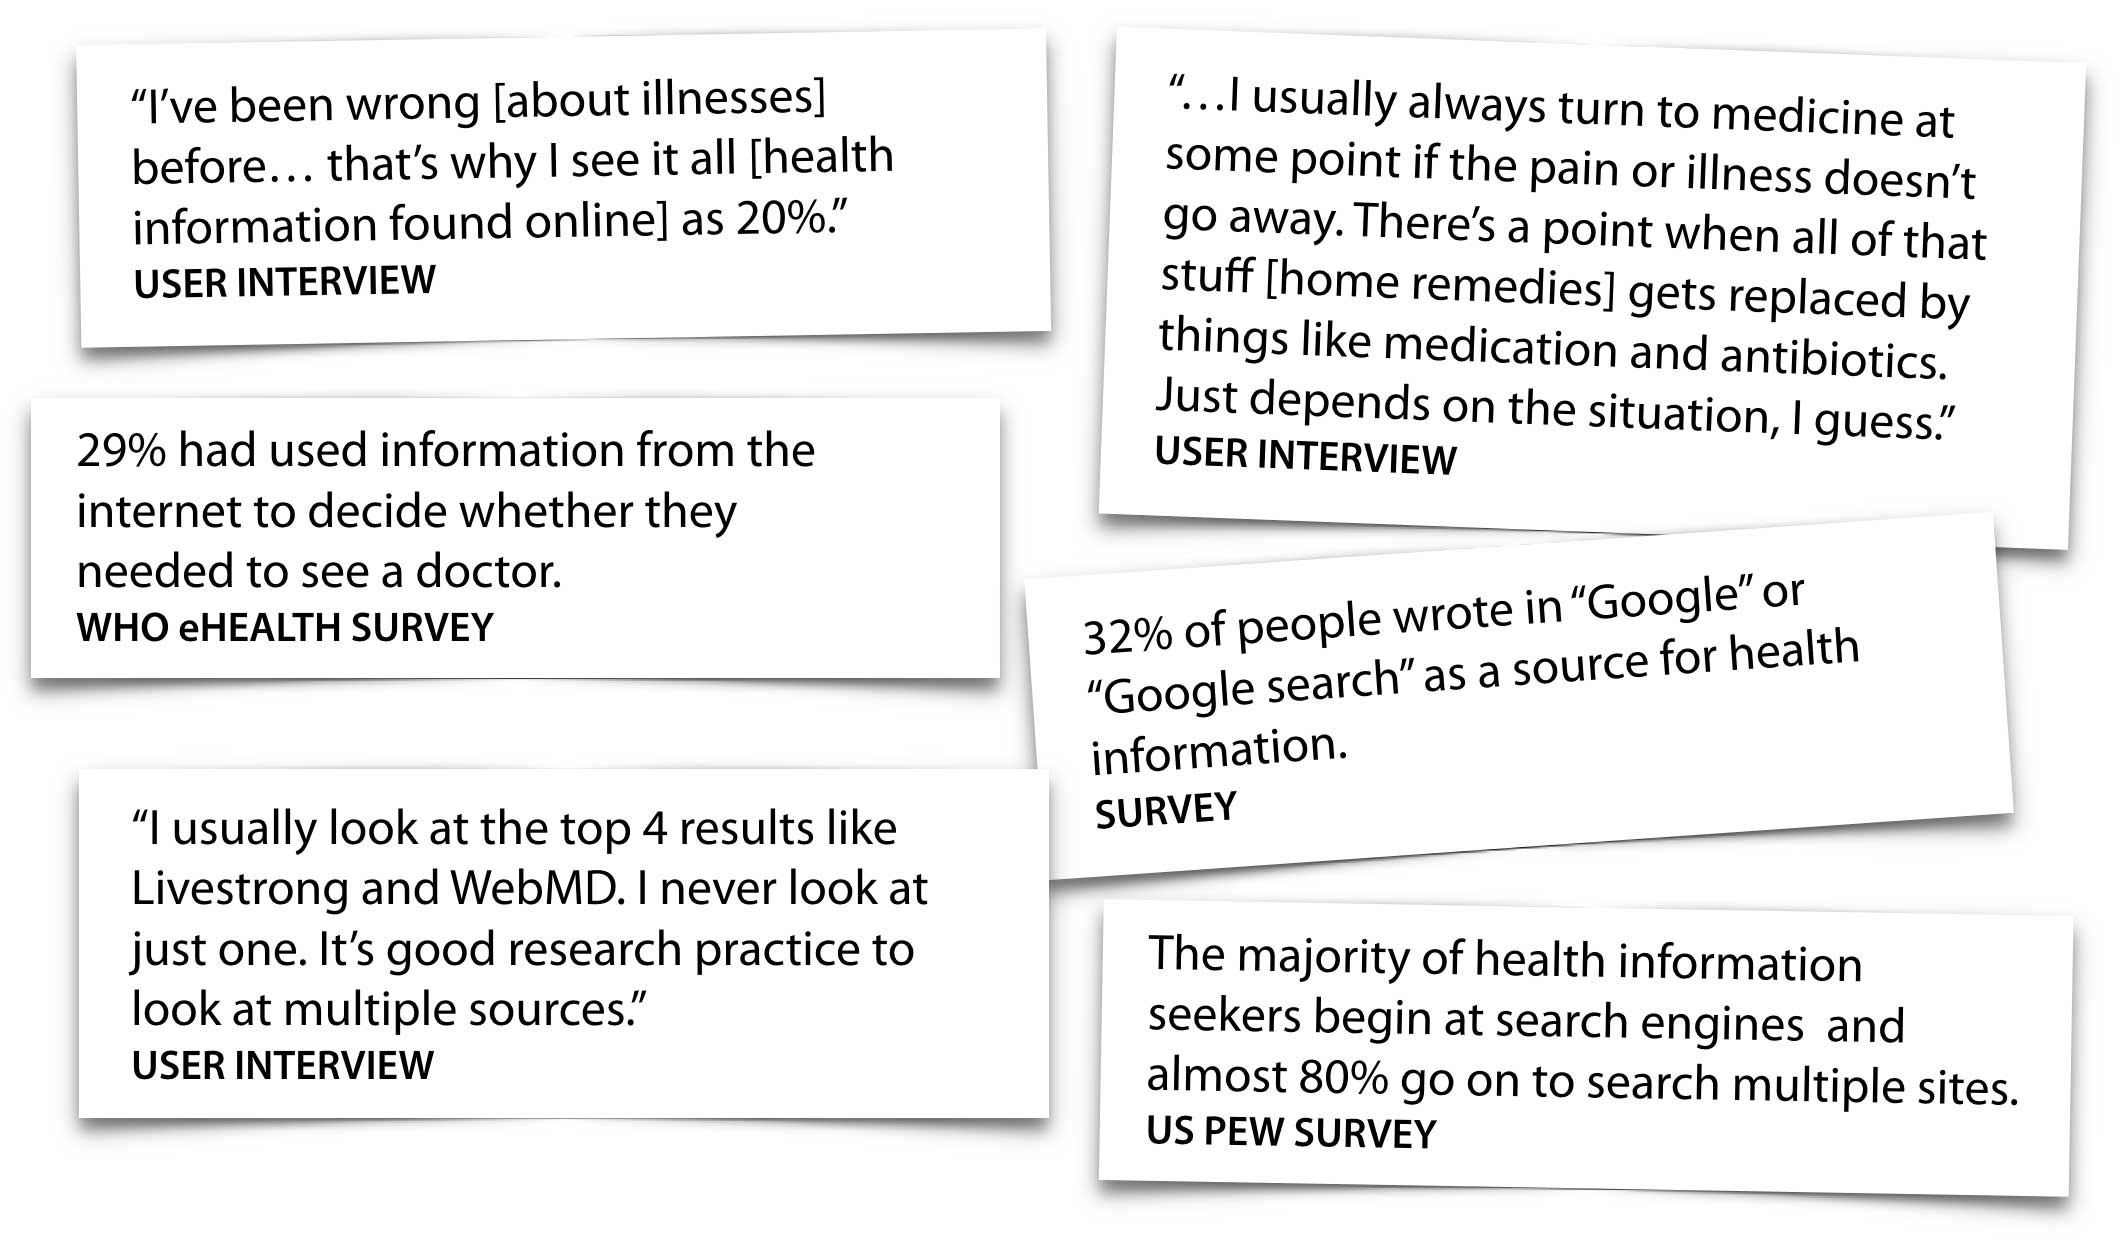 “I’ve been wrong [about illnesses]
before… that’s why I see it all [health
information found online] as 20%.”
USER INTERVIEW
“…I usually always turn to medicine at
some point if the pain or illness doesn’t
go away. There’s a point when all of that
stuff [home remedies] gets replaced by
things like medication and antibiotics.
Just depends on the situation, I guess.”
USER INTERVIEW
29% had used information from the
internet to decide whether they
needed to see a doctor.
WHO eHEALTH SURVEY
32% of people wrote in “Google” or
“Google search” as a source for health
information.
SURVEY
“I usually look at the top 4 results like
Livestrong and WebMD. I never look at
just one. It’s good research practice to
look at multiple sources.”
USER INTERVIEW
The majority of health information
seekers begin at search engines  and
almost 80% go on to search multiple sites.
US PEW SURVEY